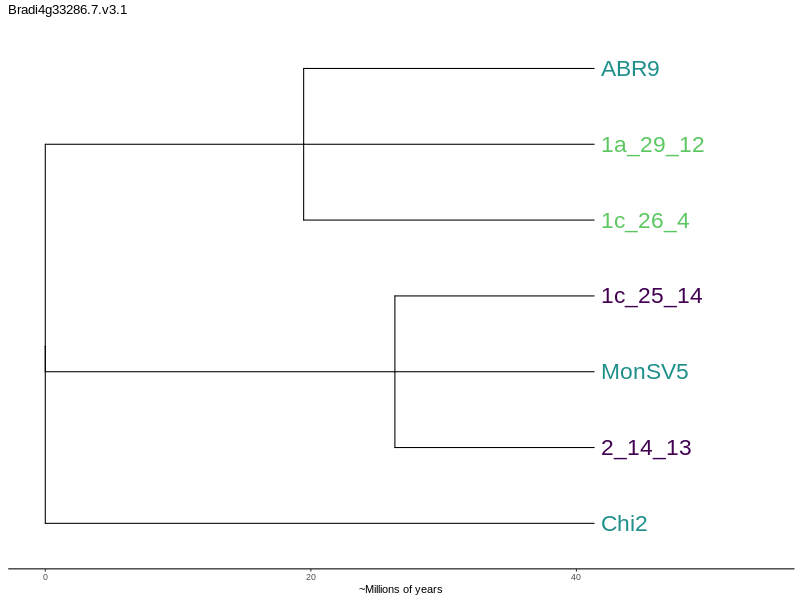 Bradi4g33286.7.v3.1
ABR9
1a_29_12
1c_26_4
1c_25_14
MonSV5
2_14_13
Chi2
0 20 40
~Millions of years